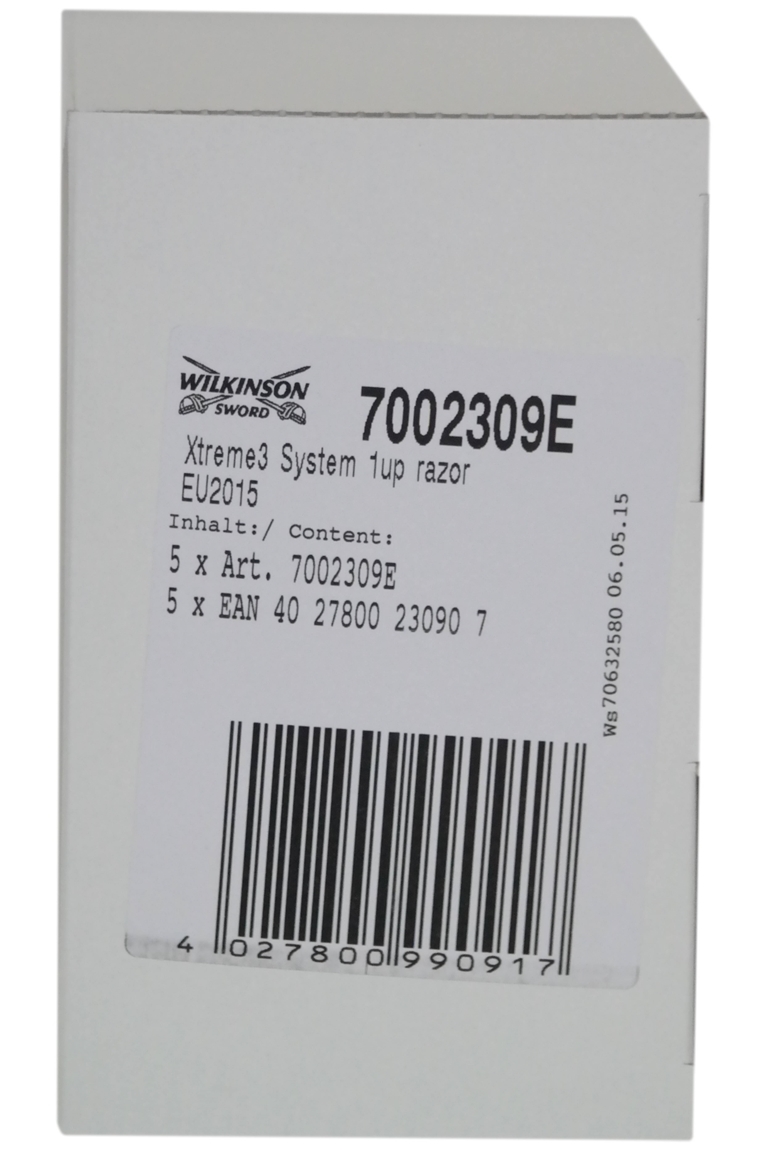 WILKINSON
SWORD
7002309E
Xtreme3 System 1up razor
EU2015
Inhalt:/ Content:
5 x Art. 7002309E
5 x EAN 40 27800 23090 7
Ws70632580 06.05.15
4 027800 990917